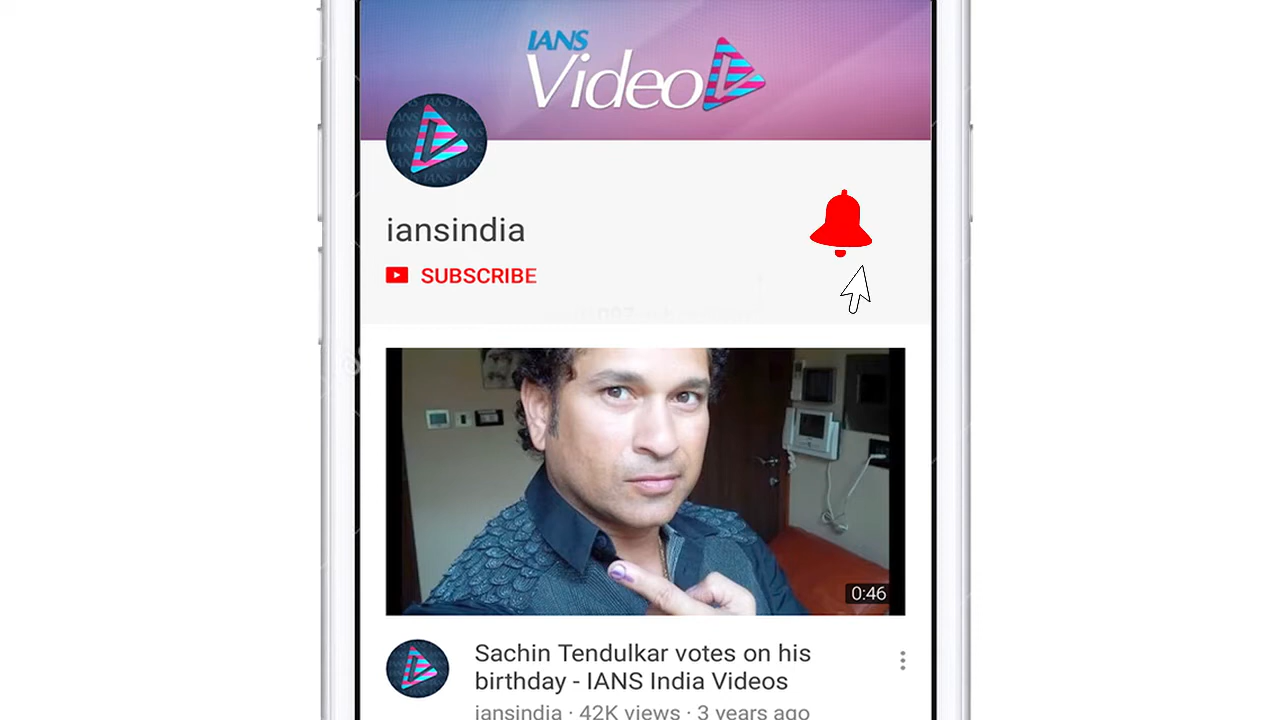 IANS
Video
iansindia
SUBSCRIBE
0:46
Sachin Tendulkar votes on his
birthday - IANS India Videos
iansindia · 42K views · 3 years ago